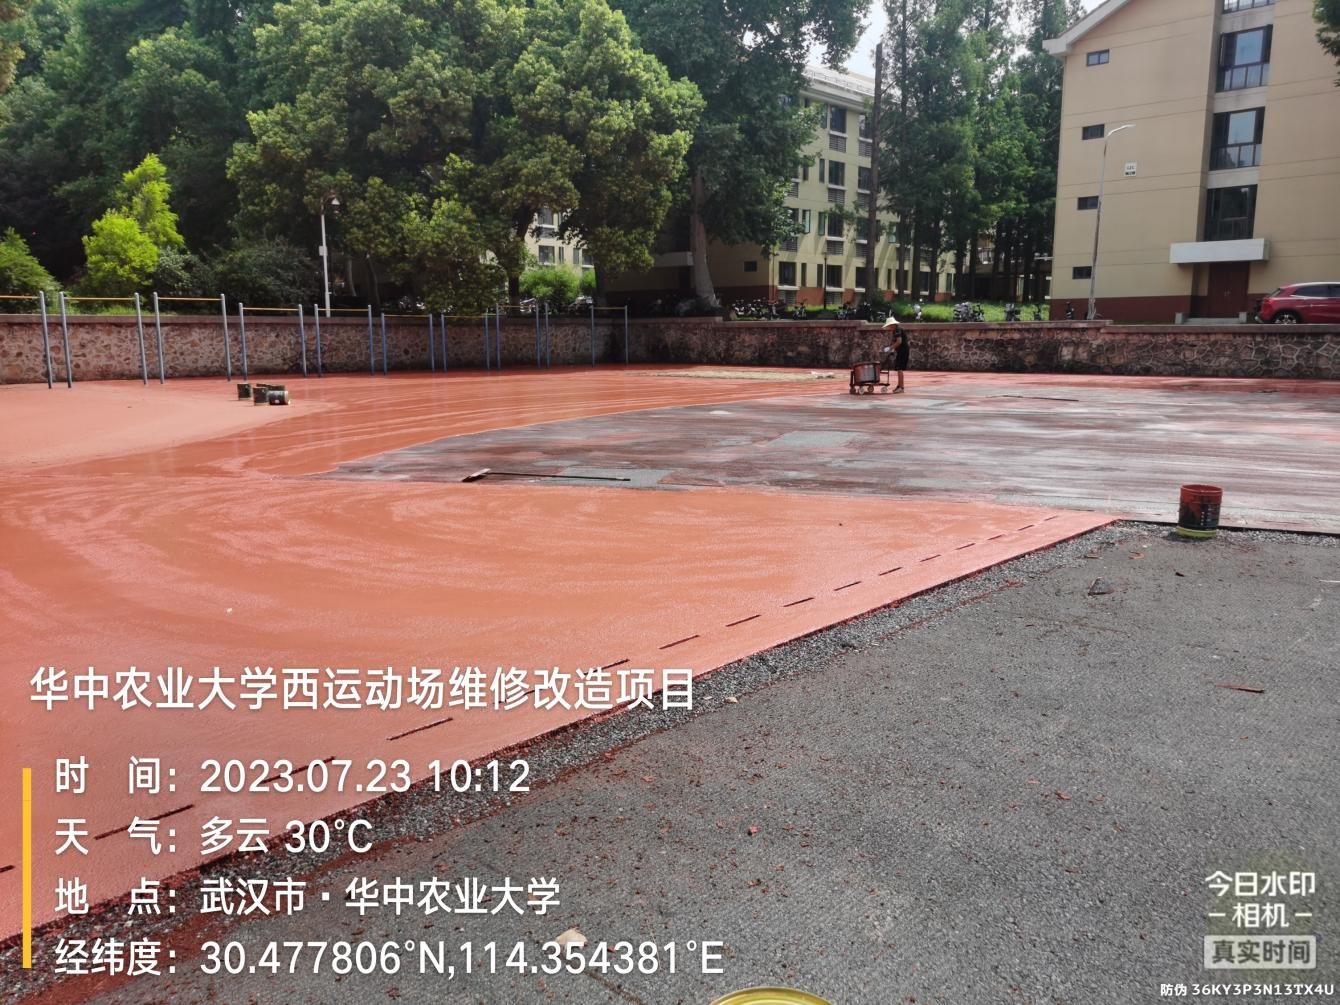 华中农业大学西运动场维修改造项目
时 间：2023.07.23 10:12
天 气：多云 30℃
地 点：武汉市·华中农业大学
经纬度：30.477806°N,114.354381°E
今日水印
相机
真实时间
防伪 36KY3P3N13TX4U